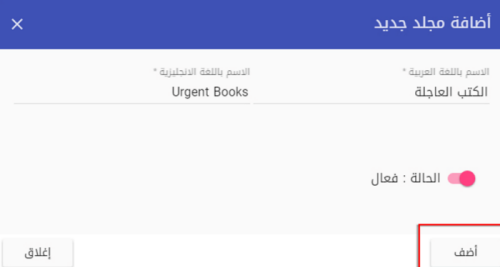 أضافة مجلد جديد
الاسم باللغة العربية *
الكتب العاجلة
الاسم باللغة الانجليزية *
Urgent Books
الحالة : فعال
أضف
إغلاق